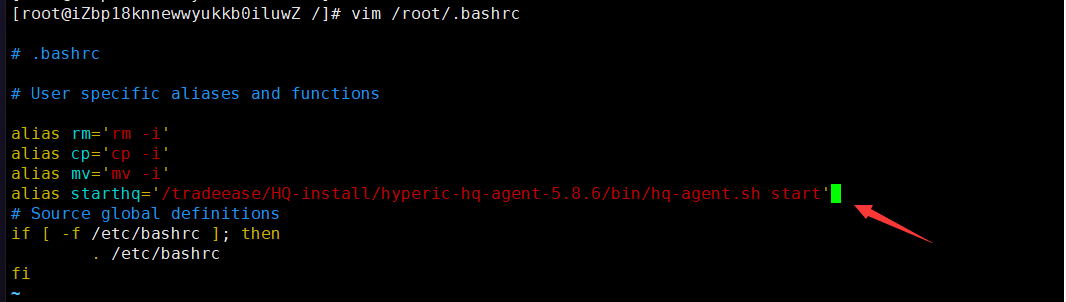 [root@iZbp18knnewwyukkb0iluwZ /]# vim /root/.bashrc
# .bashrc
# User specific aliases and functions
alias rm='rm -i'
alias cp='cp -i'
alias mv='mv -i'
alias starthq='/tradeease/HQ-install/hyperic-hq-agent-5.8.6/bin/hq-agent.sh start'
# Source global definitions
if [ -f /etc/bashrc ]; then
        . /etc/bashrc
fi
~